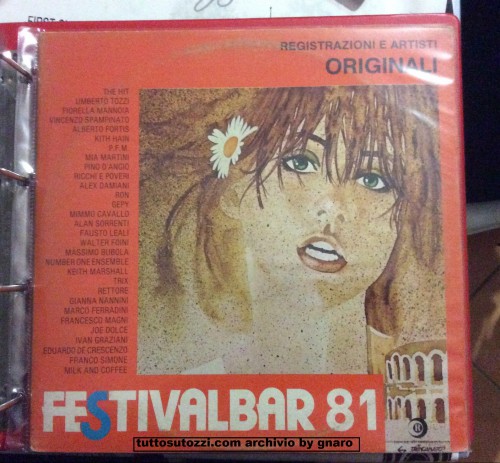 REGISTRAZIONI E ARTISTI
ORIGINALI
THE HIT
UMBERTO TOZZI
FIORELLA MANNOIA
VINCENZO SPAMPINATO
ALBERTO FORTIS
KITH HAIN
P.F.M.
MIA MARTINI
PINO D'ANGIO
RICCHI E POVERI
ALEX DAMIANI
RON
GEPY
MIMMO CAVALLO
ALAN SORRENTI
FAUSTO LEALI
WALTER FOINI
MASSIMO BUBOLA
NUMBER ONE ENSEMBLE
KEITH MARSHALL
TRIX
RETTORE
GIANNA NANNINI
MARCO FERRADINI
FRANCESCO MAGNI
JOE DOLCE
IVAN GRAZIANI
EDUARDO DE CRESCENZO
FRANCO SIMONE
MILK AND COFFEE
FESTIVALBAR 81
tuttosutozzi.com archivio by gnaro